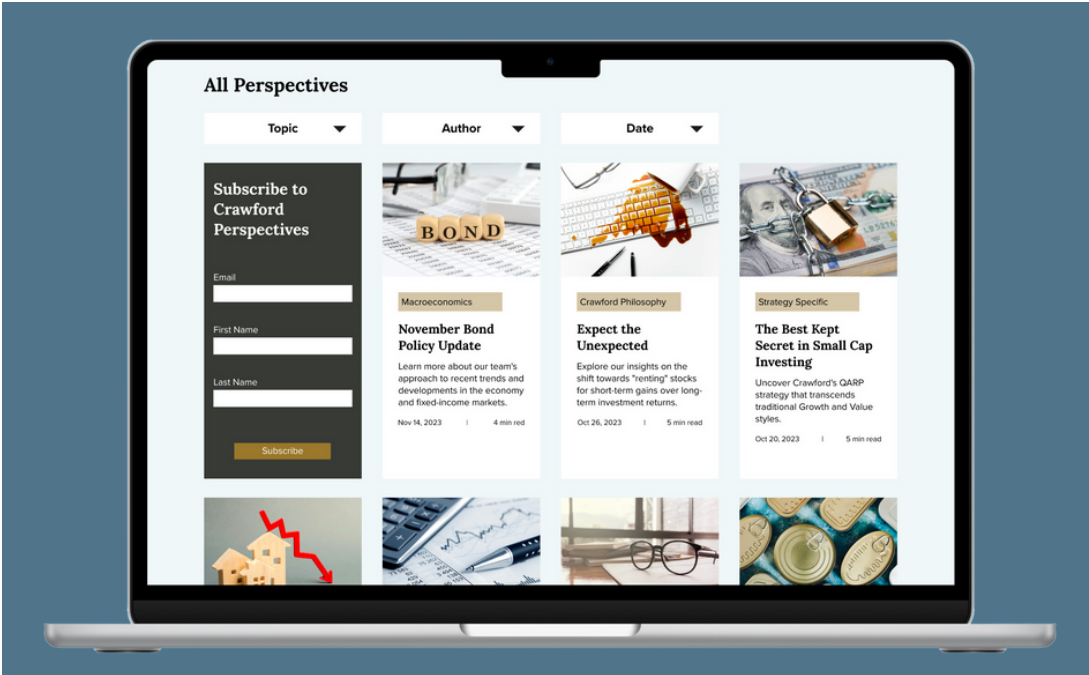 All Perspectives
Topic
Author
Date
Subscribe to
Crawford
Perspectives
Email
First Name
Last Name
Subscribe
BOND
Macroeconomics
November Bond
Policy Update
Learn more about our team's
approach to recent trends and
developments in the economy
and fixed-income markets.
Nov 14, 2023 | 4 min red
Crawford Philosophy
Expect the
Unexpected
Explore our insights on the
shift towards "renting" stocks
for short-term gains over long-
term investment returns.
Oct 26, 2023 | 5 min read
Strategy Specific
The Best Kept
Secret in Small Cap
Investing
Uncover Crawford's QARP
strategy that transcends
traditional Growth and Value
styles.
Oct 20, 2023 | 5 min read